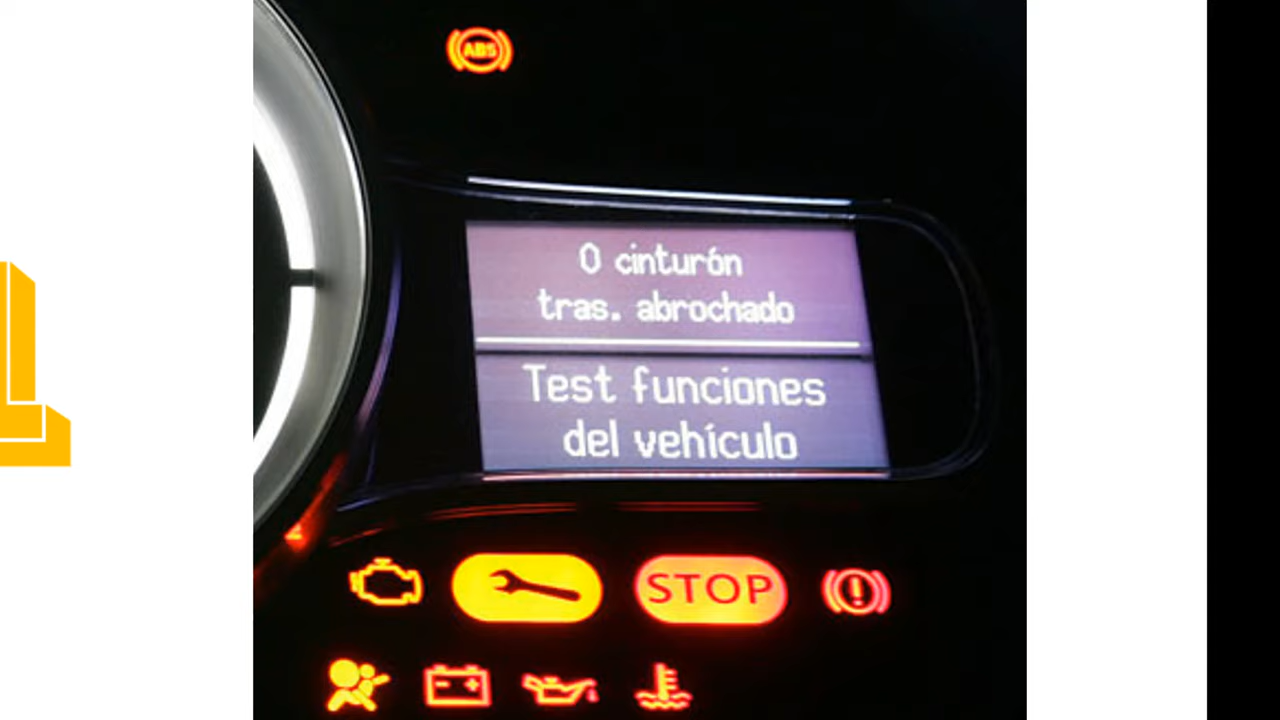 ABS
0 cinturón
tras. abrochado
Test funciones
del vehículo
STOP